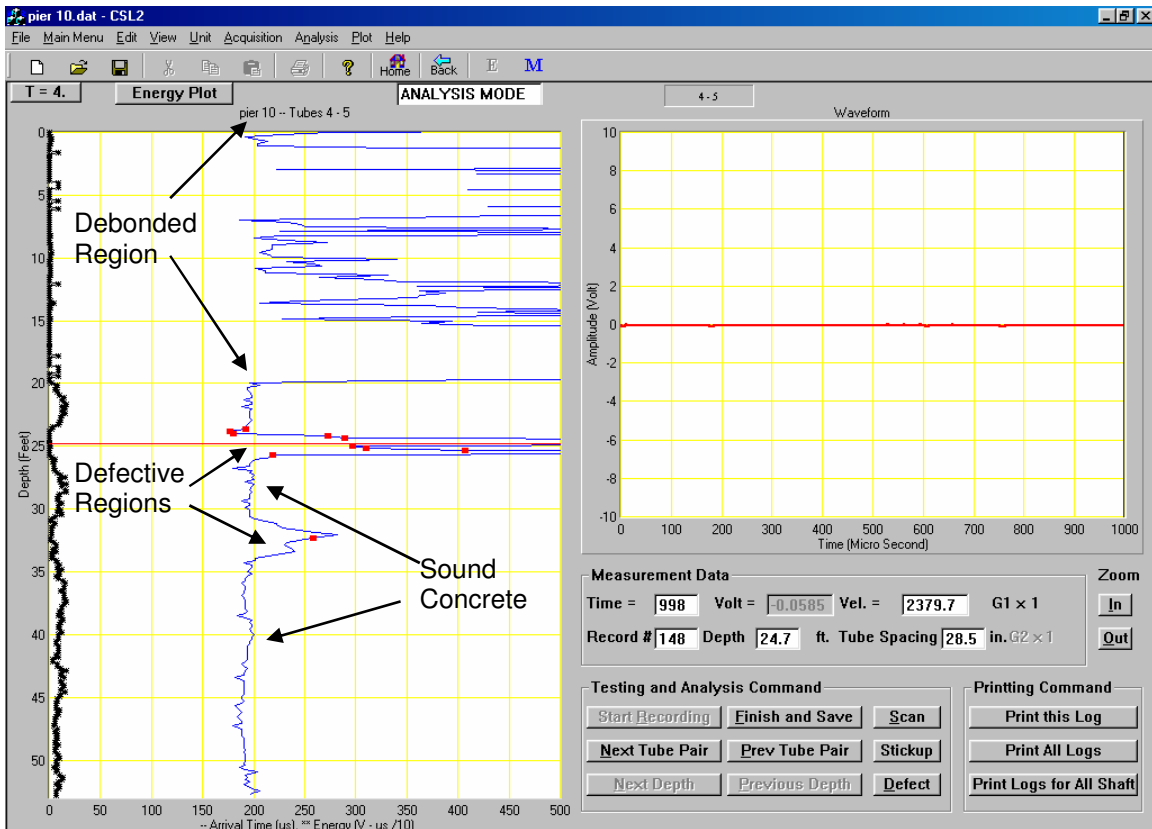 pier 10.dat - CSL2
File Main Menu Edit View Unit Acquisition Analysis Plot Help
Home Back E M
T = 4. Energy Plot ANALYSIS MODE 4 - 5
pier 10 -- Tubes 4 - 5
Waveform
0
5
10
15
20
25
30
35
40
45
50
Depth (Feet)
0 50 100 150 200 250 300 350 400 450 500
-- Arrival Time (us), ** Energy (V - us /10)
Debonded
Region
Defective
Regions
Sound
Concrete
10
8
6
4
2
0
-2
-4
-6
-8
-10
Amplitude (Volt)
0 100 200 300 400 500 600 700 800 900 1000
Time (Micro Second)
Measurement Data
Time = 998 Volt = -0.0585 Vel. = 2379.7 G1 x 1
Record # 148 Depth 24.7 ft. Tube Spacing 28.5 in. G2 x 1
Zoom
In
Out
Testing and Analysis Command
Start Recording Finish and Save Scan
Next Tube Pair Prev Tube Pair Stickup
Next Depth Previous Depth Defect
Printting Command
Print this Log
Print All Logs
Print Logs for All Shaft